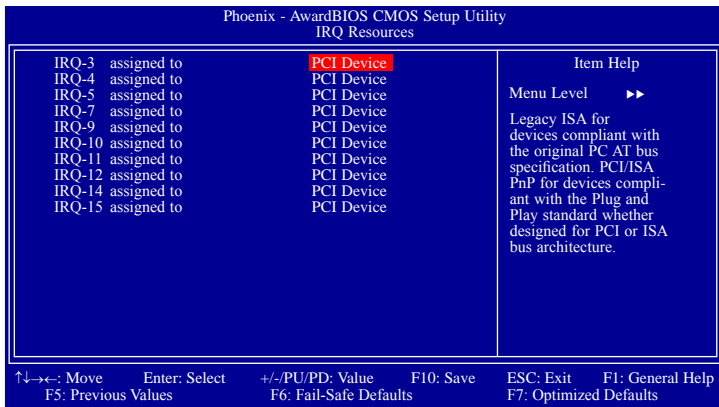 Phoenix - AwardBIOS CMOS Setup Utility
IRQ Resources
IRQ-3 assigned to PCI Device
IRQ-4 assigned to PCI Device
IRQ-5 assigned to PCI Device
IRQ-7 assigned to PCI Device
IRQ-9 assigned to PCI Device
IRQ-10 assigned to PCI Device
IRQ-11 assigned to PCI Device
IRQ-12 assigned to PCI Device
IRQ-14 assigned to PCI Device
IRQ-15 assigned to PCI Device
Item Help
Menu Level ►►
Legacy ISA for
devices compliant with
the original PC AT bus
specification. PCI/ISA
PnP for devices compli-
ant with the Plug and
Play standard whether
designed for PCI or ISA
bus architecture.
↑↓→←: Move Enter: Select +/-/PU/PD: Value F10: Save ESC: Exit F1: General Help
F5: Previous Values F6: Fail-Safe Defaults F7: Optimized Defaults